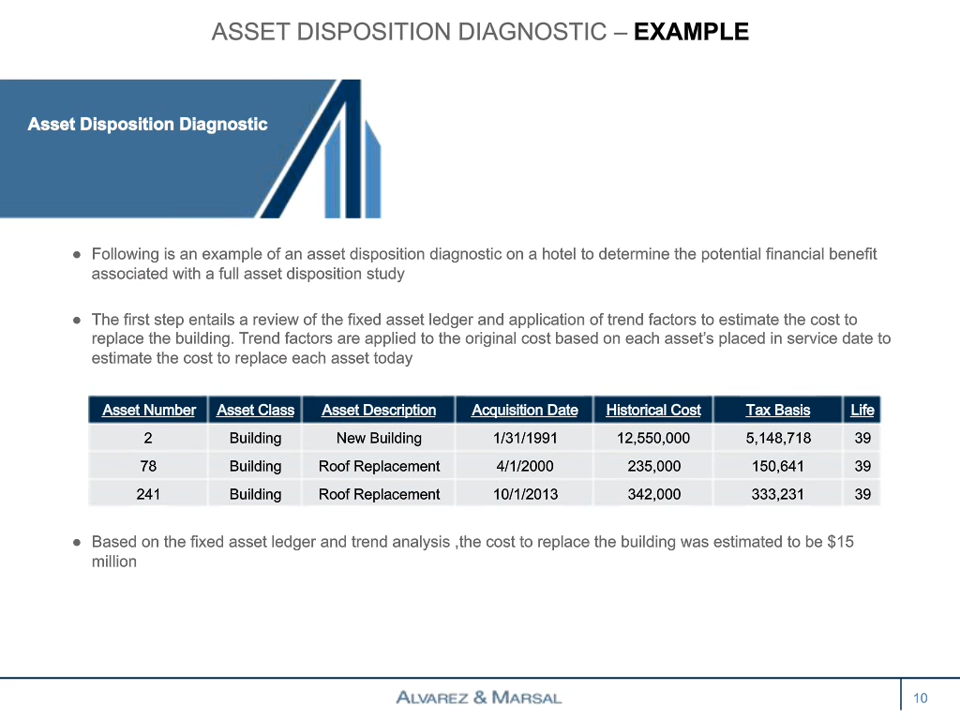 ASSET DISPOSITION DIAGNOSTIC – EXAMPLE
Asset Disposition Diagnostic
● Following is an example of an asset disposition diagnostic on a hotel to determine the potential financial benefit
associated with a full asset disposition study
● The first step entails a review of the fixed asset ledger and application of trend factors to estimate the cost to
replace the building. Trend factors are applied to the original cost based on each asset's placed in service date to
estimate the cost to replace each asset today
Asset Number Asset Class Asset Description Acquisition Date Historical Cost Tax Basis Life
2 Building New Building 1/31/1991 12,550,000 5,148,718 39
78 Building Roof Replacement 4/1/2000 235,000 150,641 39
241 Building Roof Replacement 10/1/2013 342,000 333,231 39
● Based on the fixed asset ledger and trend analysis ,the cost to replace the building was estimated to be $15
million
ALVAREZ & MARSAL
10